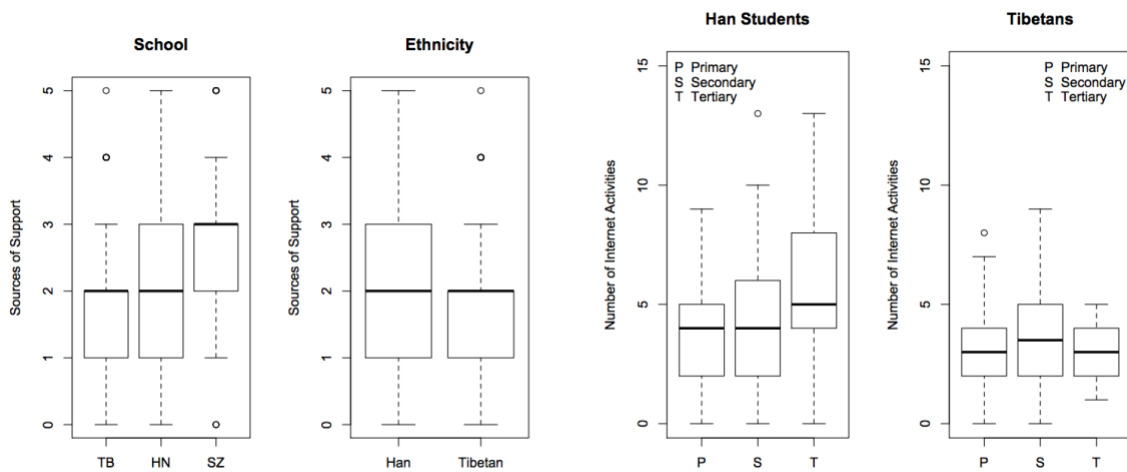 School
Sources of Support
5
4
3
2
1
0
TB HN SZ
Ethnicity
Sources of Support
5
4
3
2
1
0
Han Tibetan
Han Students
Number of Internet Activities
15
10
5
0
P Primary
S Secondary
T Tertiary
P S T
Tibetans
Number of Internet Activities
15
10
5
0
P Primary
S Secondary
T Tertiary
P S T